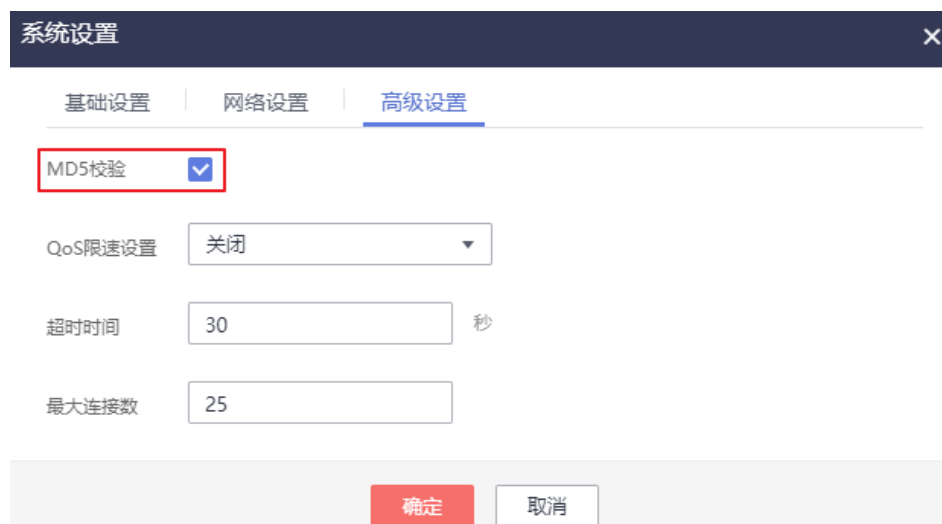 系统设置
基础设置 网络设置 高级设置
MD5校验
QoS限速设置 关闭
超时时间 30 秒
最大连接数 25
确定 取消